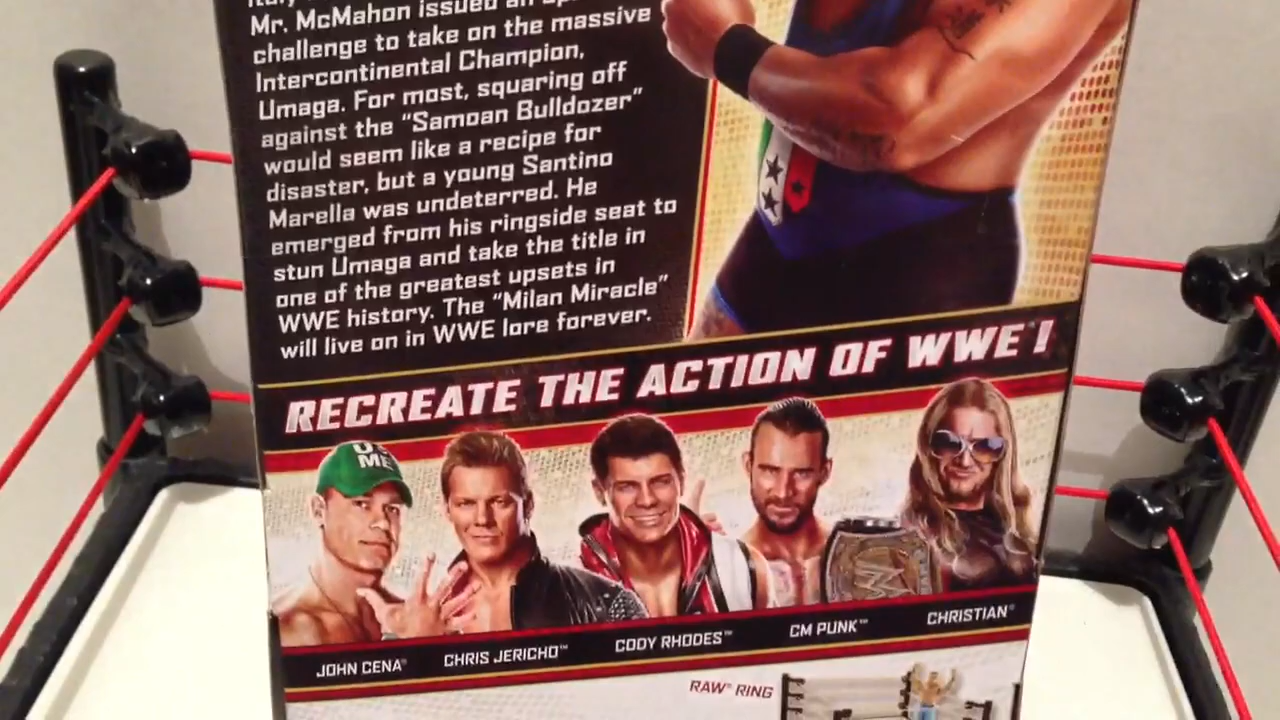 Mr. McMahon issued an
challenge to take on the massive
Intercontinental Champion,
Umaga. For most, squaring off
against the "Samoan Bulldozer"
would seem like a recipe for
disaster, but a young Santino
Marella was undeterred. He
emerged from his ringside seat to
stun Umaga and take the title in
one of the greatest upsets in
WWE history. The "Milan Miracle"
will live on in WWE lore forever.
RECREATE THE ACTION OF WWE!
JOHN CENA® CHRIS JERICHO™ CODY RHODES™ CM PUNK™ CHRISTIAN®
RAW® RING